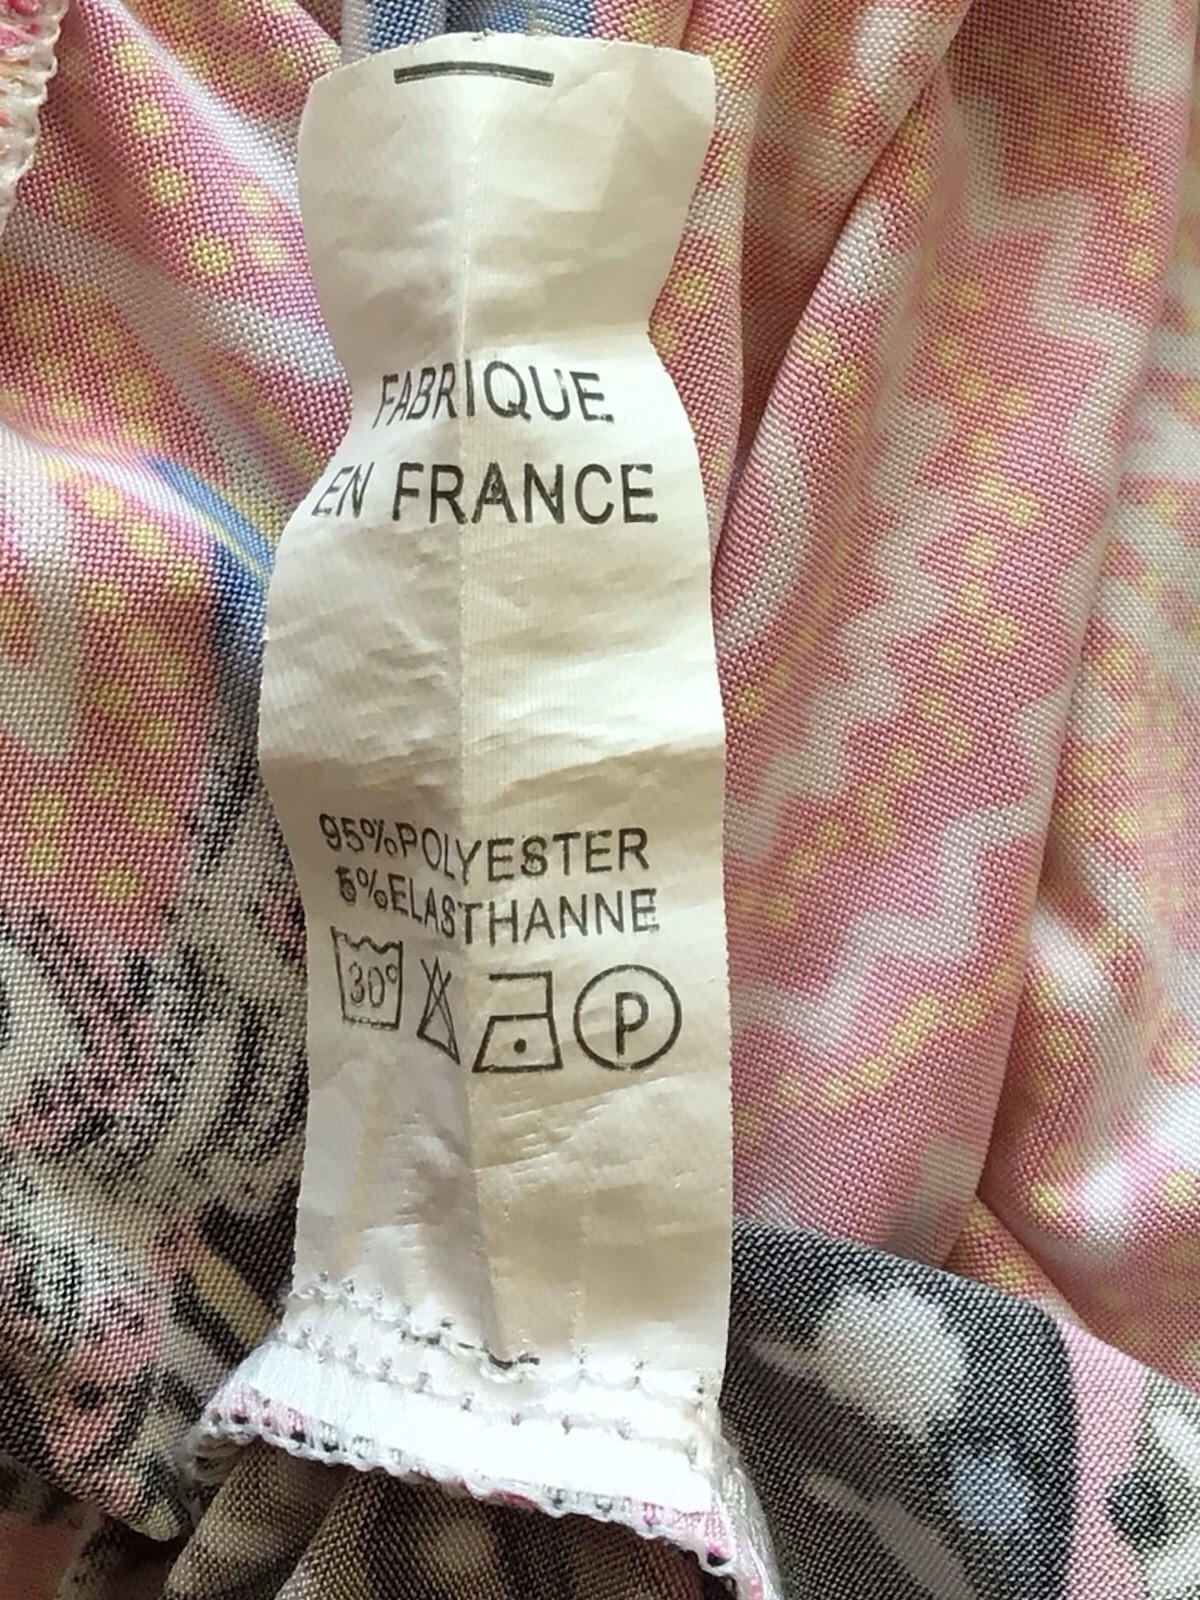 FABRIQUE
EN FRANCE
95%POLYESTER
5%ELASTHANNE
30° P